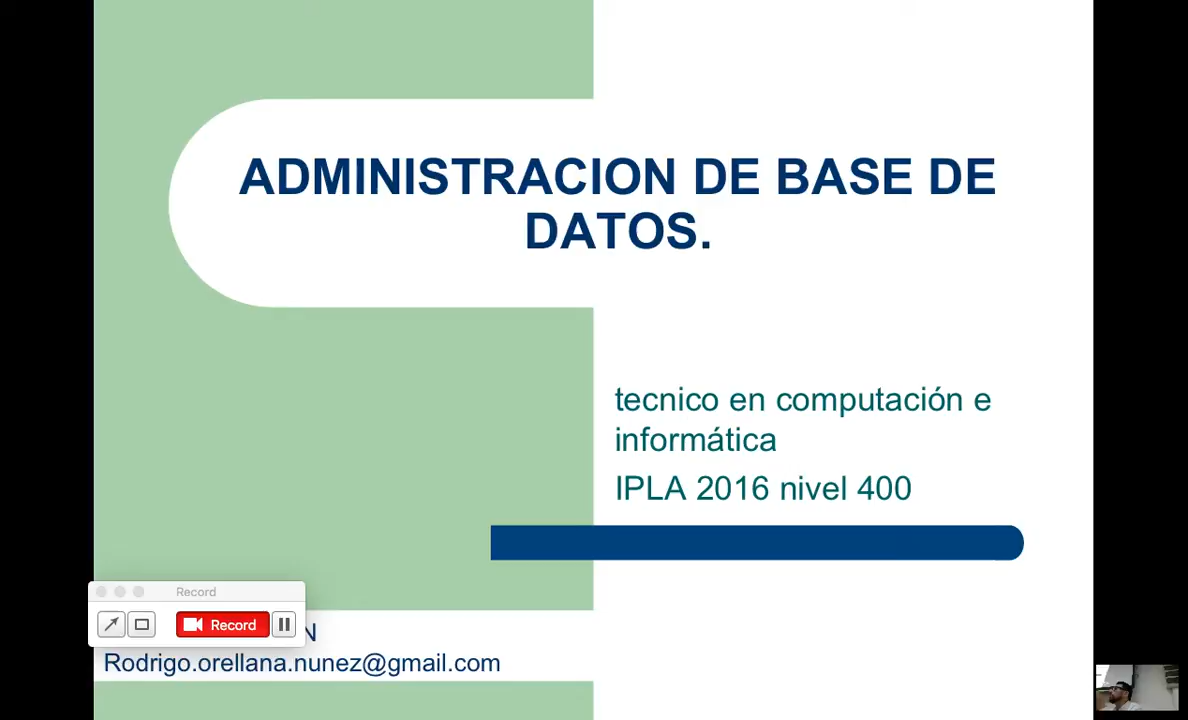 ADMINISTRACION DE BASE DE
DATOS.
tecnico en computación e
informática
IPLA 2016 nivel 400
Record
Record
N
Rodrigo.orellana.nunez@gmail.com